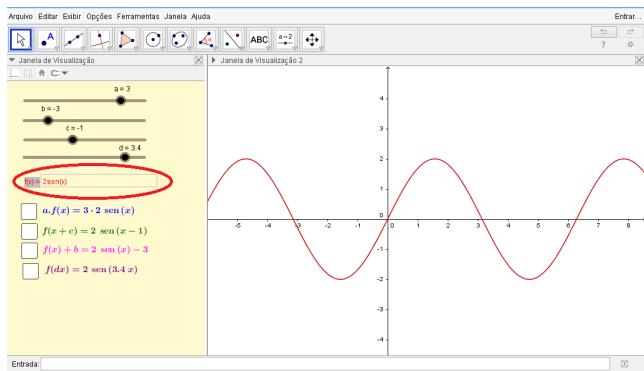 Arquivo Editar Exibir Opções Ferramentas Janela Ajuda Entrar...
A ABC a=2
Janela de Visualização
Janela de Visualização 2
a = 3
b = -3
c = -1
d = 3.4
f(x) = 2sen(x)
a.f(x) = 3 · 2 sen (x)
f(x + c) = 2 sen (x − 1)
f(x) + b = 2 sen (x) − 3
f(dx) = 2 sen (3.4 x)
4
3
2
1
0
-5 -4 -3 -2 -1 0 1 2 3 4 5 6 7 8
-1
-2
-3
-4
Entrada: